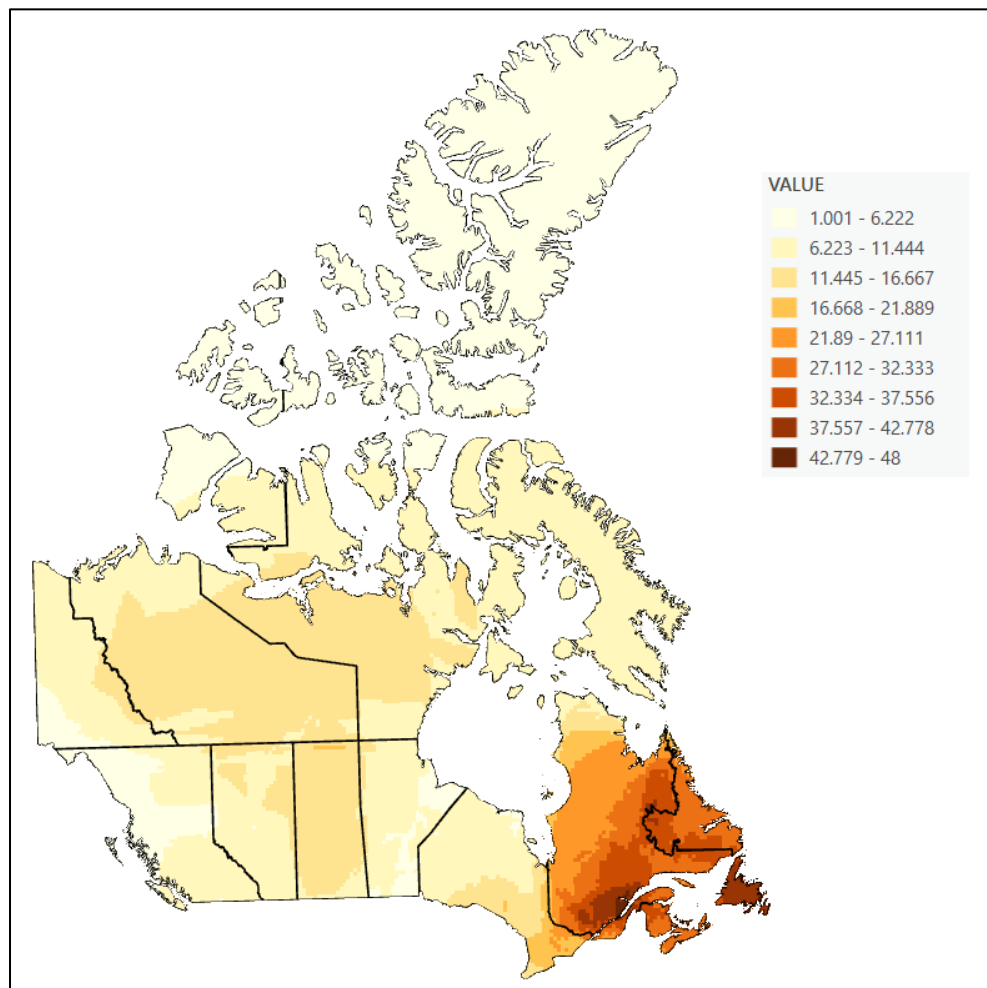 VALUE
1.001 - 6.222
6.223 - 11.444
11.445 - 16.667
16.668 - 21.889
21.89 - 27.111
27.112 - 32.333
32.334 - 37.556
37.557 - 42.778
42.779 - 48